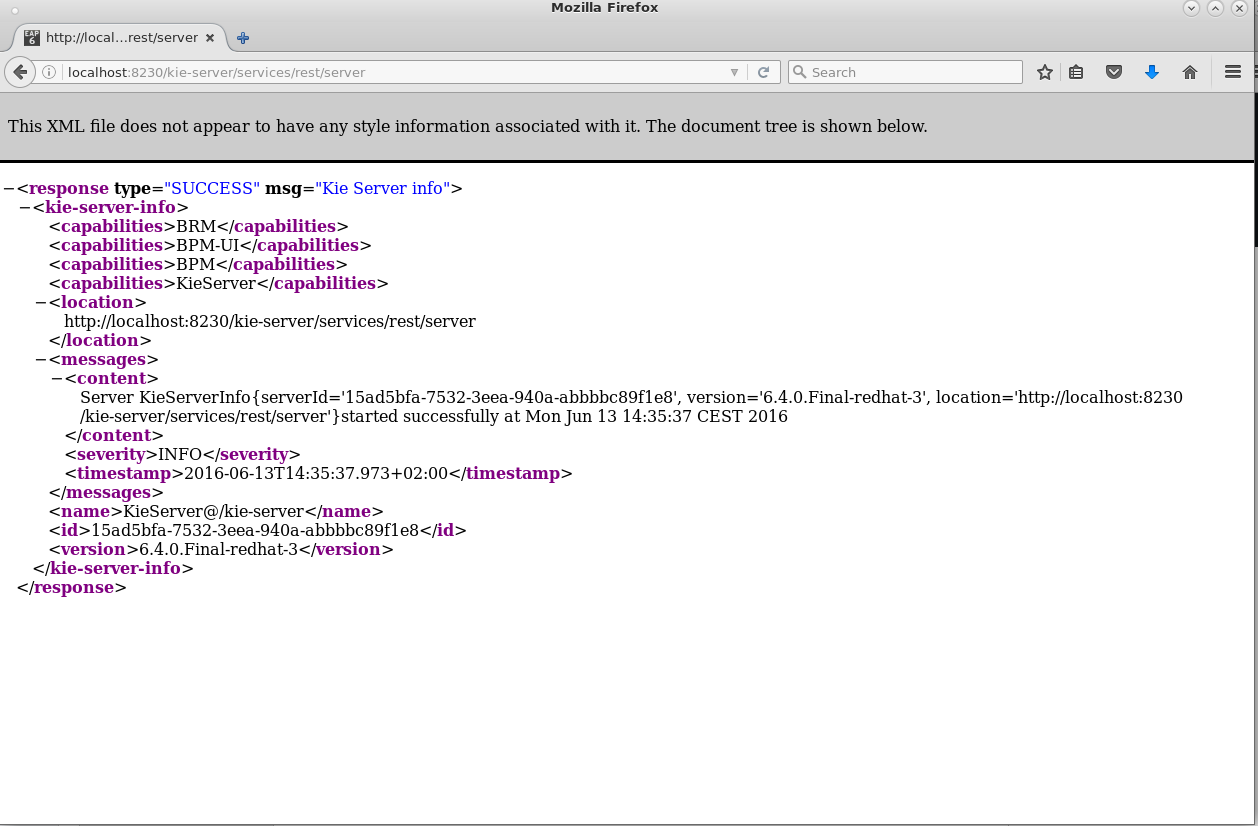 Mozilla Firefox
EAP 6 http://local...rest/server
localhost:8230/kie-server/services/rest/server Search
This XML file does not appear to have any style information associated with it. The document tree is shown below.
−<response type="SUCCESS" msg="Kie Server info">
−<kie-server-info>
<capabilities>BRM</capabilities>
<capabilities>BPM-UI</capabilities>
<capabilities>BPM</capabilities>
<capabilities>KieServer</capabilities>
−<location>
http://localhost:8230/kie-server/services/rest/server
</location>
−<messages>
−<content>
Server KieServerInfo{serverId='15ad5bfa-7532-3eea-940a-abbbbc89f1e8', version='6.4.0.Final-redhat-3', location='http://localhost:8230
/kie-server/services/rest/server'}started successfully at Mon Jun 13 14:35:37 CEST 2016
</content>
<severity>INFO</severity>
<timestamp>2016-06-13T14:35:37.973+02:00</timestamp>
</messages>
<name>KieServer@/kie-server</name>
<id>15ad5bfa-7532-3eea-940a-abbbbc89f1e8</id>
<version>6.4.0.Final-redhat-3</version>
</kie-server-info>
</response>